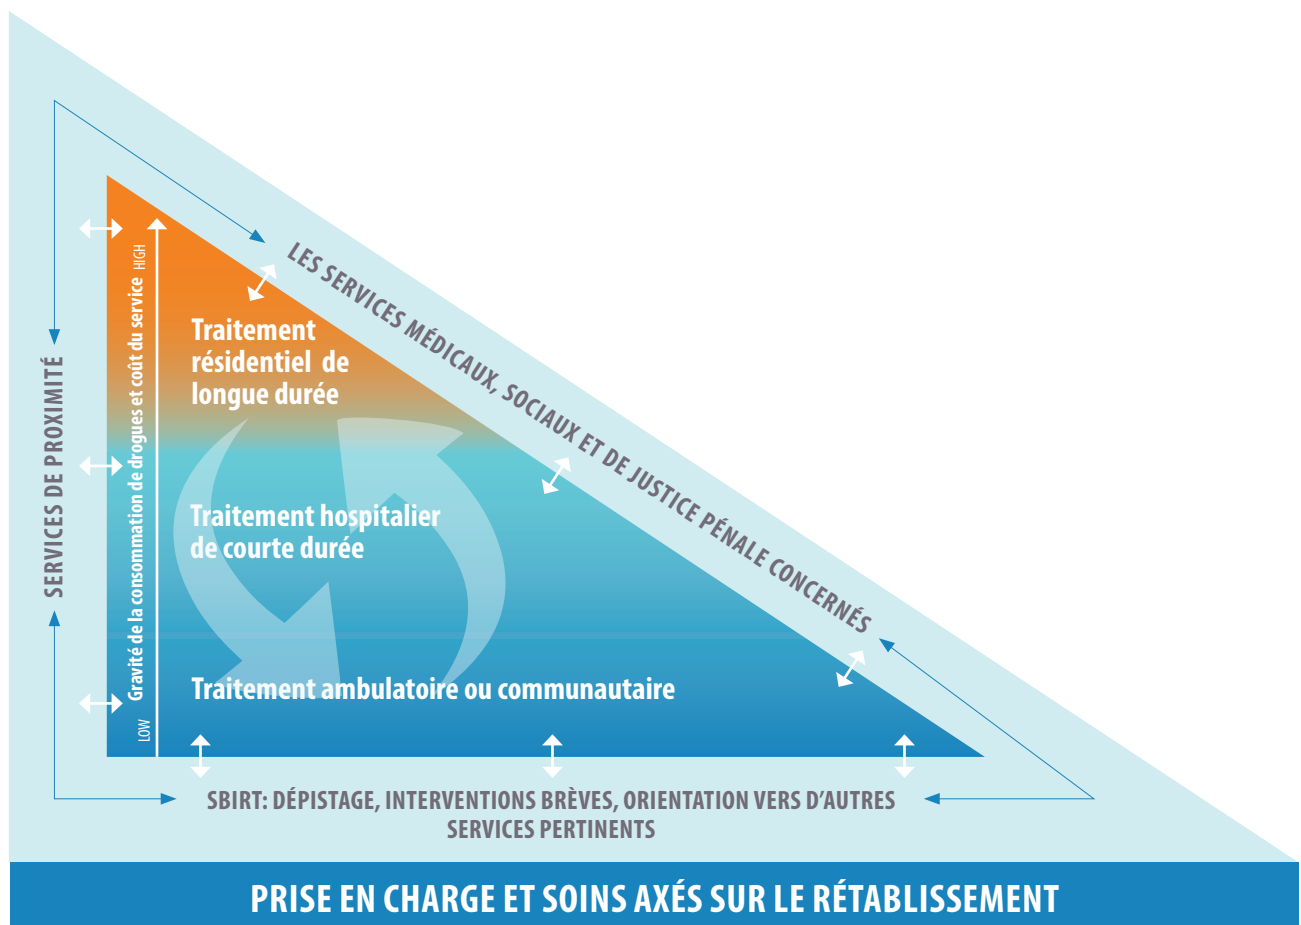 LES SERVICES MÉDICAUX, SOCIAUX ET DE JUSTICE PÉNALE CONCERNÉS
SERVICES DE PROXIMITÉ
HIGH
Gravité de la consommation de drogues et coût du service
LOW
Traitement
résidentiel de
longue durée
Traitement hospitalier
de courte durée
Traitement ambulatoire ou communautaire
SBIRT: DÉPISTAGE, INTERVENTIONS BRÈVES, ORIENTATION VERS D'AUTRES
SERVICES PERTINENTS
PRISE EN CHARGE ET SOINS AXÉS SUR LE RÉTABLISSEMENT